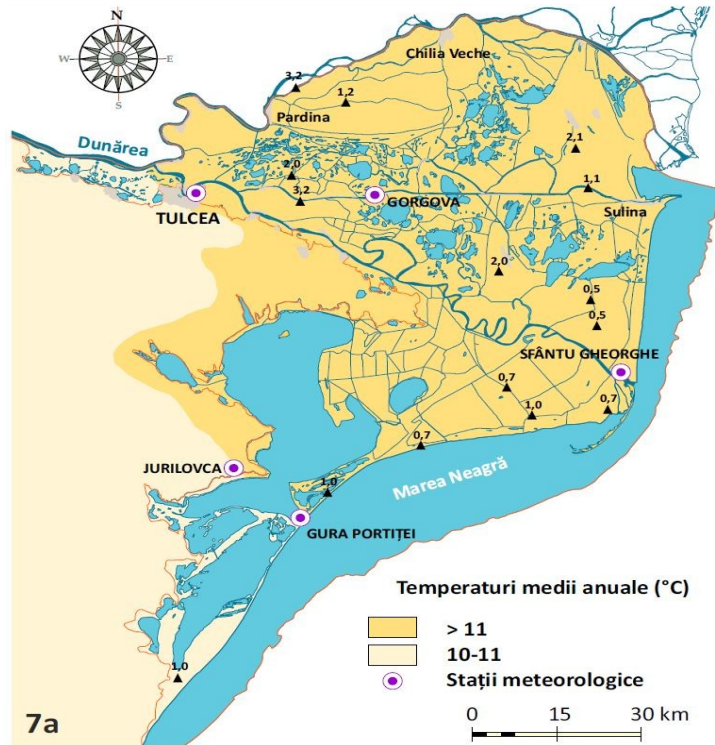 N
W
E
S
Chilia Veche
3,2
1,2
Pardina
Dunărea
2,1
2,0
1,1
3,2
GORGOVA
TULCEA
Sulina
2,0
0,5
0,5
SFÂNTU GHEORGHE
0,7
0,7
1,0
0,7
JURILOVCA
Marea Neagră
1,0
GURA PORTIȚEI
Temperaturi medii anuale (°C)
> 11
10-11
Stații meteorologice
1,0
7a
0 15 30 km